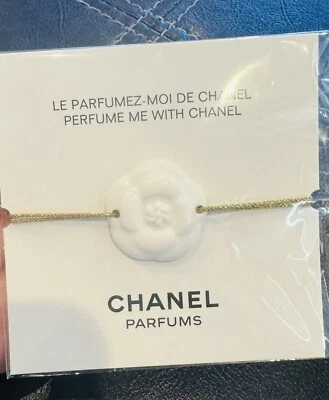 LE PARFUMEZ-MOI DE CHANEL
PERFUME ME WITH CHANEL
CHANEL
PARFUMS